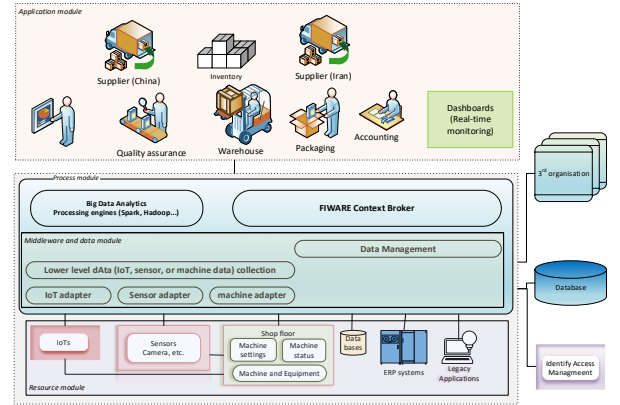 Application module
Supplier (China)
Inventory
Supplier (Iran)
Quality assurance
Warehouse
Packaging
Accounting
Dashboards
(Real-time
monitoring)
Process module
Big Data Analytics
Processing engines (Spark, Hadoop...)
FIWARE Context Broker
Middleware and data module
Data Management
Lower level dAta (IoT, sensor, or machine data) collection
IoT adapter
Sensor adapter
machine adapter
3rd organisation
Database
Identify Access
Managmeent
IoTs
Sensors
Camera, etc.
Shop floor
Machine
settings
Machine
status
Machine and Equipment
Data
bases
ERP systems
Legacy
Applications
Resource module